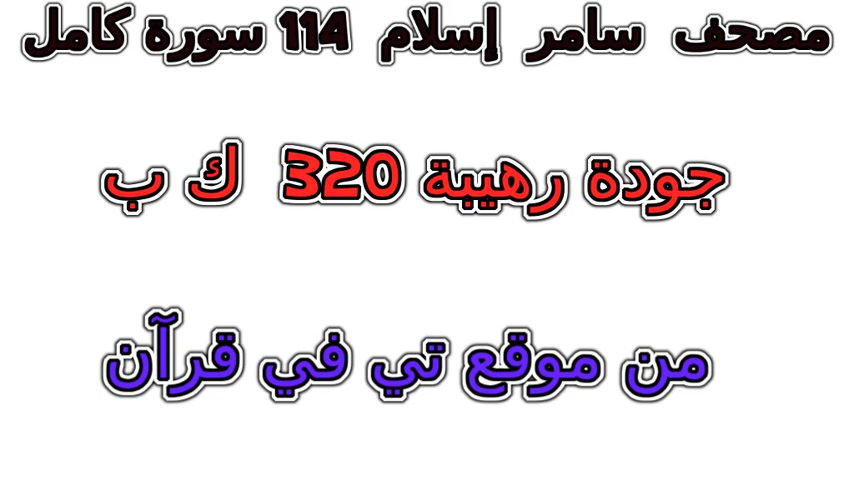 مصحف سامر إسلام 114 سورة كامل
جودة رهيبة 320 ك ب
من موقع تي في قرآن